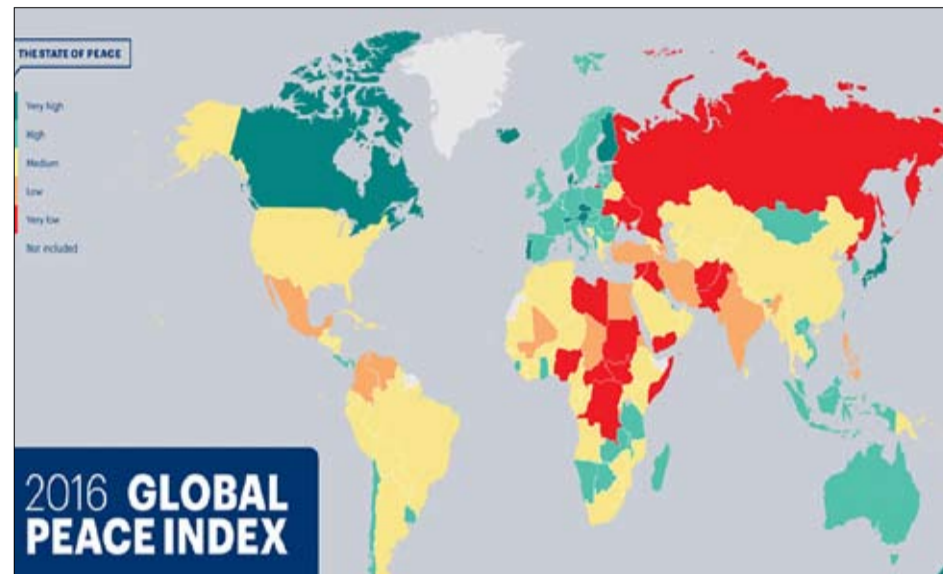 THE STATE OF PEACE
Very high
High
Medium
Low
Very low
Not included
2016 GLOBAL
PEACE INDEX